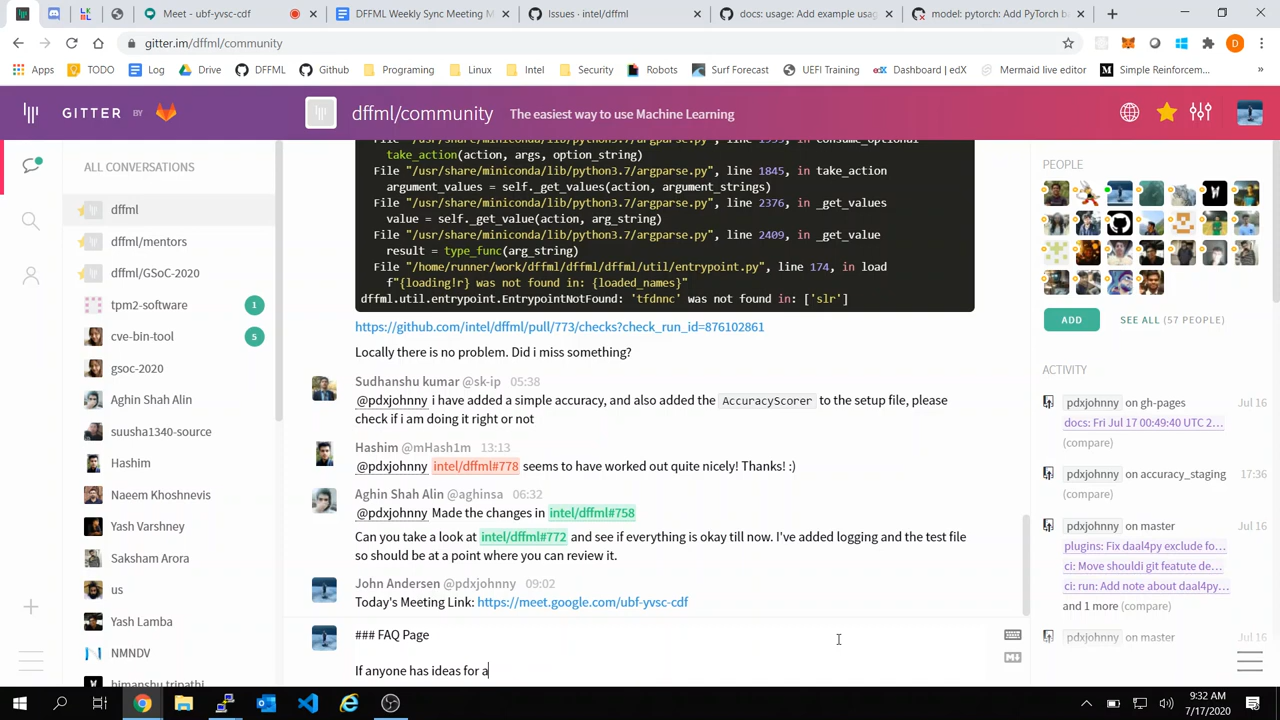 Meet - ubf-yvsc-cdf
DFFML Weekly Sync Meeting M
Issues · intel/dffml
docs: usage: Add example usag
model: pytorch: Add PyTorch ba
gitter.im/dffml/community
Apps
TODO
Log
Drive
DFFML
Github
Programing
Linux
Intel
Security
Robots
Surf Forecast
UEFI Training
Dashboard | edX
Mermaid live editor
Simple Reinforcem...
GITTER BY
dffml/community
The easiest way to use Machine Learning
ALL CONVERSATIONS
dffml
dffml/mentors
dffml/GSoC-2020
tpm2-software 1
cve-bin-tool 5
gsoc-2020
Aghin Shah Alin
suusha1340-source
Hashim
Naeem Khoshnevis
Yash Varshney
Saksham Arora
us
Yash Lamba
NMNDV
himanshu tripathi
take_action(action, args, option_string)
File "/usr/share/miniconda/lib/python3.7/argparse.py", line 1845, in take_action
argument_values = self._get_values(action, argument_strings)
File "/usr/share/miniconda/lib/python3.7/argparse.py", line 2376, in _get_values
value = self._get_value(action, arg_string)
File "/usr/share/miniconda/lib/python3.7/argparse.py", line 2409, in _get_value
result = type_func(arg_string)
File "/home/runner/work/dffml/dffml/dffml/util/entrypoint.py", line 174, in load
f"{loading!r} was not found in: {loaded_names}"
dffml.util.entrypoint.EntrypointNotFound: 'tfdnnc' was not found in: ['slr']
https://github.com/intel/dffml/pull/773/checks?check_run_id=876102861
Locally there is no problem. Did i missing something?
Sudhanshu kumar @sk-ip 05:38
@pdxjohnny i have added a simple accuracy, and also added the AccuracyScorer to the setup file, please
check if i am doing it right or not
Hashim @mHash1m 13:13
@pdxjohnny intel/dffml#778 seems to have worked out quite nicely! Thanks! :)
Aghin Shah Alin @aghinsa 06:32
@pdxjohnny Made the changes in intel/dffml#758
Can you take a look at intel/dffml#772 and see if everything is okay till now. I've added logging and the test file
so should be at a point where you can review it.
John Andersen @pdxjohnny 09:02
Today's Meeting Link: https://meet.google.com/ubf-yvsc-cdf
### FAQ Page
If anyone has ideas for a
PEOPLE
ADD
SEE ALL (57 PEOPLE)
ACTIVITY
pdxjohnny on gh-pages Jul 16
docs: Fri Jul 17 00:49:40 UTC 2...
(compare)
pdxjohnny on accuracy_staging 17:36
(compare)
pdxjohnny on master Jul 16
plugins: Fix daal4py exclude fo...
ci: Move shouldi git featute de...
ci: run: Add note about daal4py...
and 1 more (compare)
pdxjohnny on master Jul 16
9:32 AM
7/17/2020